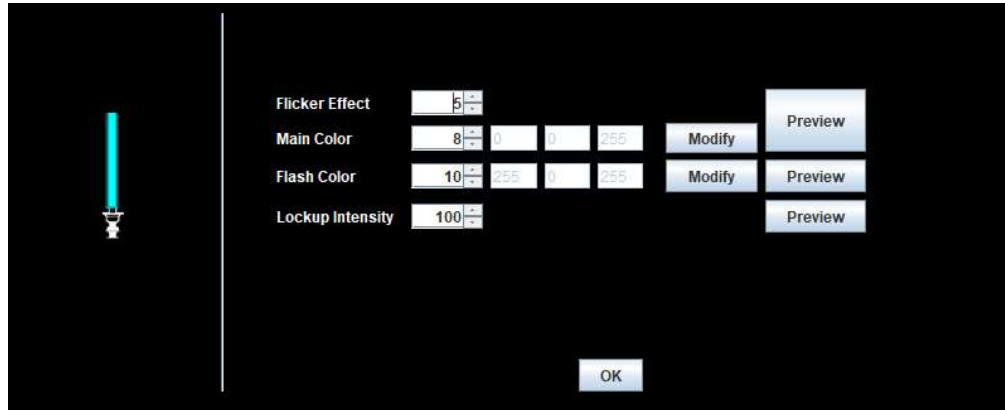 Flicker Effect 5 Preview
Main Color 8 0 0 255 Modify
Flash Color 10 255 0 255 Modify Preview
Lockup Intensity 100 Preview
OK